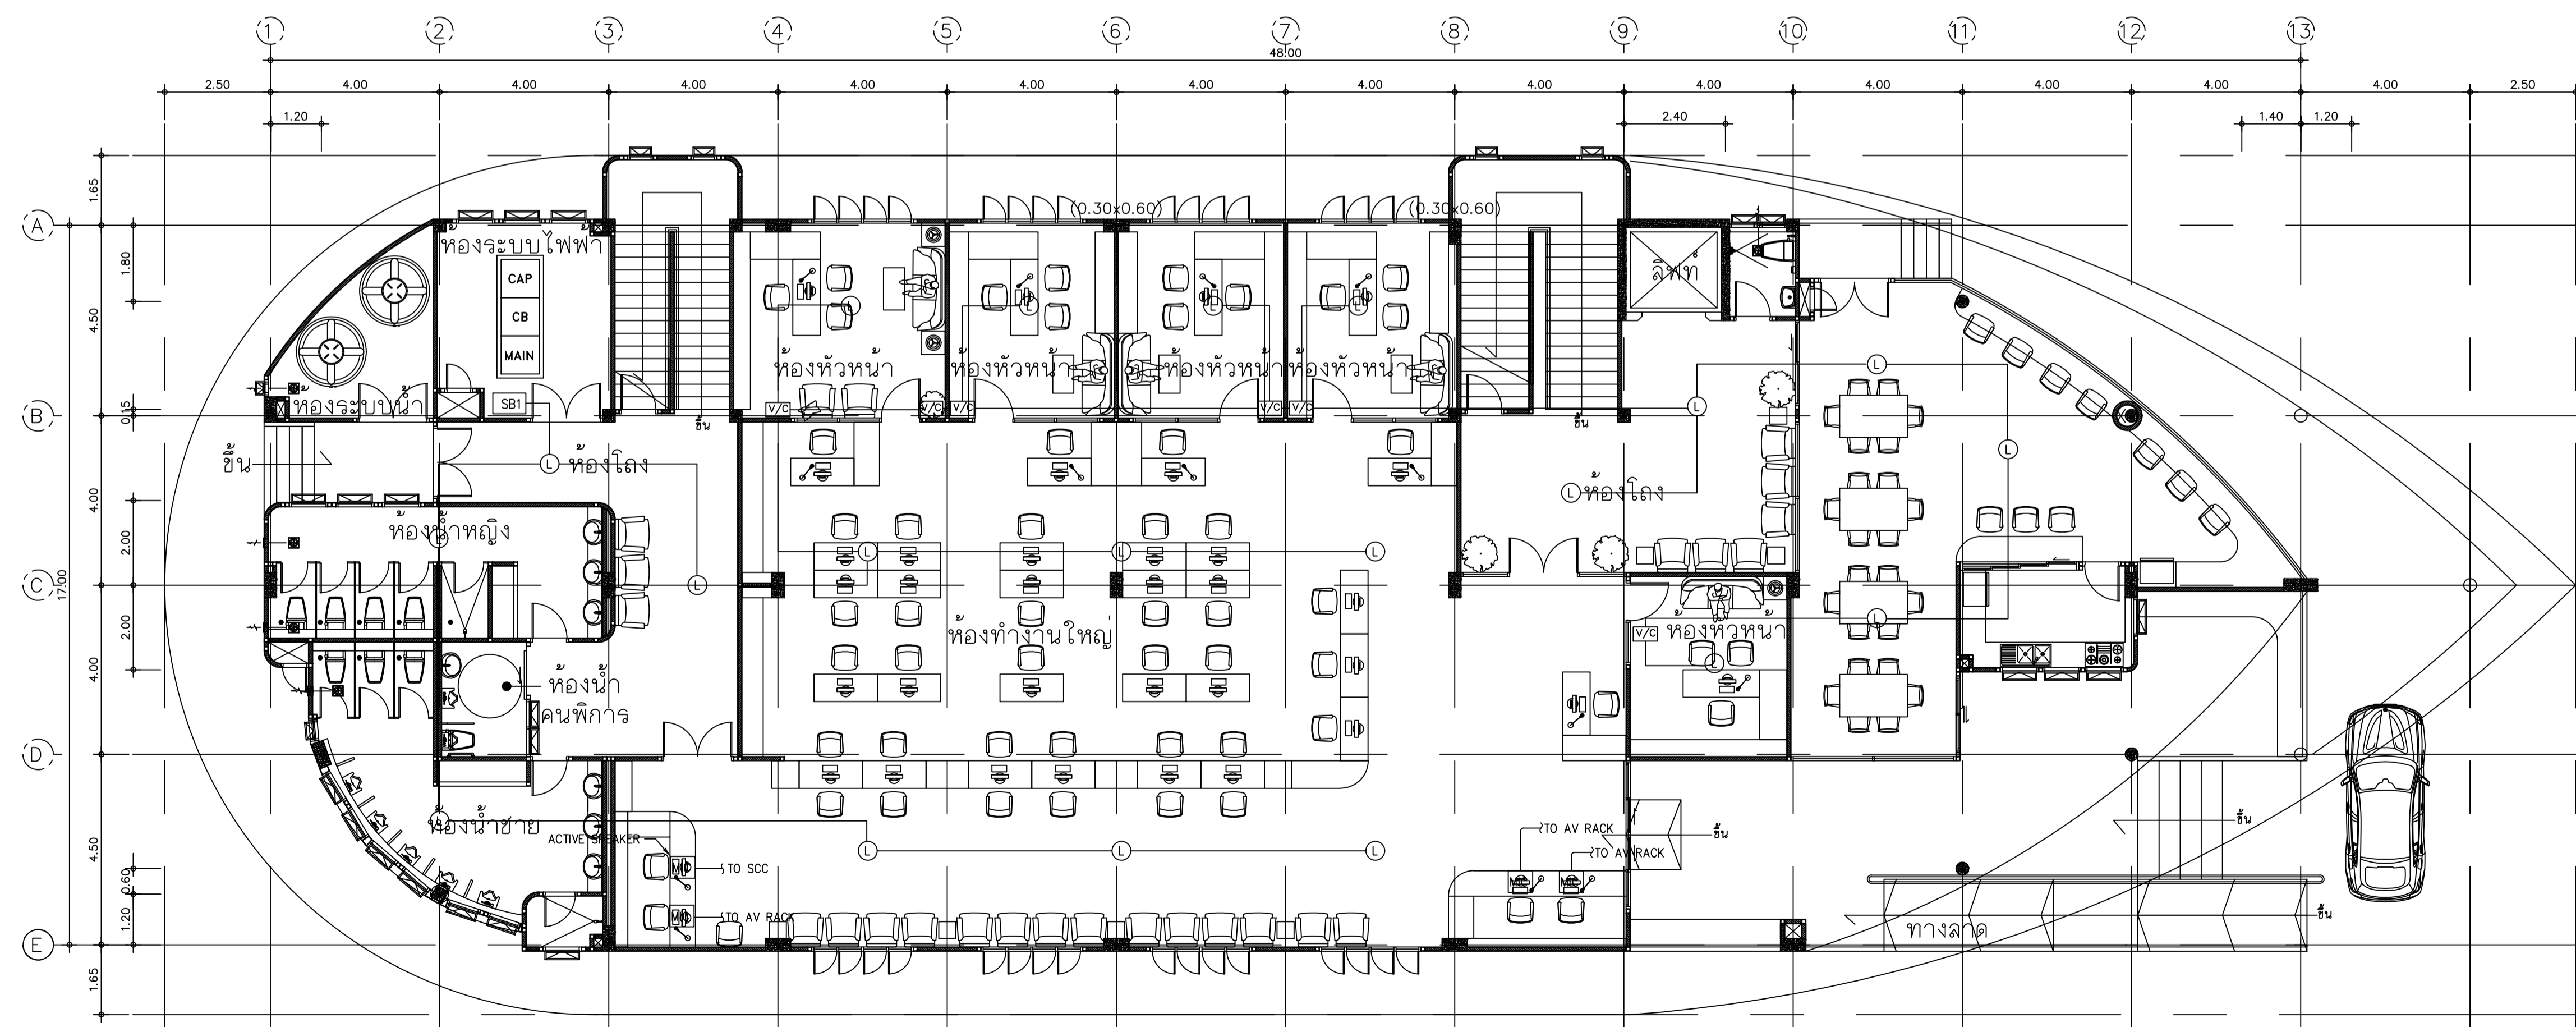 1 2 3 4 5 6 7 8 9 10 11 12 13
48.00
2.50 4.00 4.00 4.00 4.00 4.00 4.00 4.00 4.00 4.00 4.00 4.00 4.00 4.00 2.50
1.20 2.40 1.40 1.20
1.65
(0.30x0.60) (0.30x0.60)
A
ห้องระบบไฟฟ้า
1.80
ลิฟท์
CAP
4.50
CB
MAIN
ห้องหัวหน้า ห้องหัวหน้า ห้องหัวหน้า ห้องหัวหน้า
L L L L L
ห้องระบบน้ำ SB1 V/C V/C V/C V/C V/C L
0.15
B
ขึ้น ขึ้น
L
ขึ้น L ห้องโถง
L ห้องโถง
4.00
ห้องน้ำหญิง
L
2.00
L L L
C
17.00
L
L
2.00
ห้องทำงานใหญ่ V/C ห้องหัวหน้า
4.00
L
ห้องน้ำ
คนพิการ
D
L
ห้องน้ำชาย
ขึ้น
ACTIVE SPEAKER TO AV RACK ขึ้น
4.50
L L L TO AV RACK
MIC TO SCC
0.60
MIC MIC
1.20
MIC TO AV RACK
ทางลาด ขึ้น
E
1.65